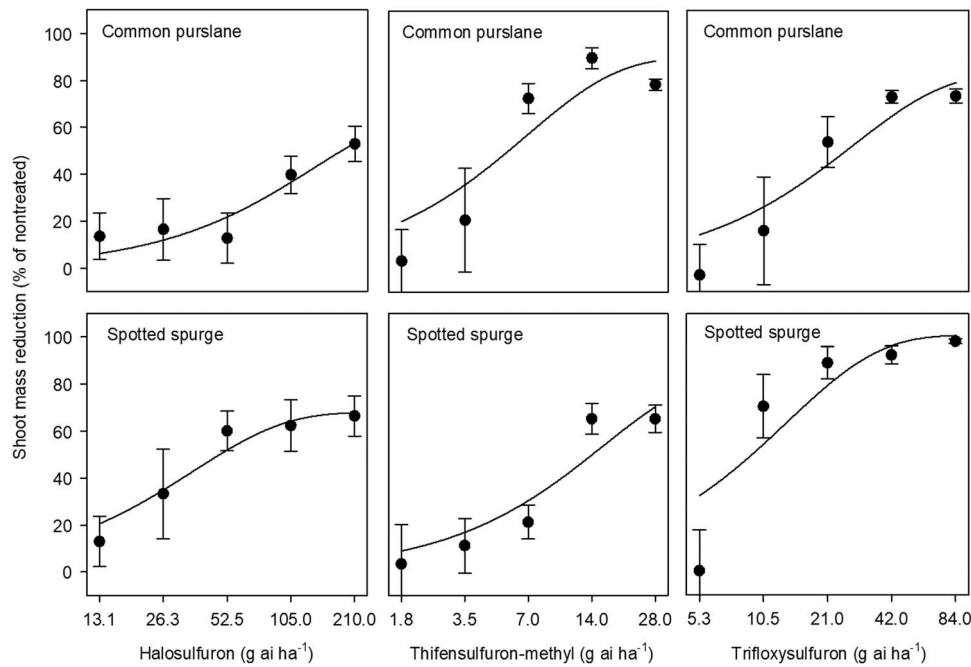 Common purslane
Common purslane
Common purslane
100
80
60
40
20
0
Shoot mass reduction (% of nontreated)
Spotted spurge
Spotted spurge
Spotted spurge
100
80
60
40
20
0
13.1 26.3 52.5 105.0 210.0
1.8 3.5 7.0 14.0 28.0
5.3 10.5 21.0 42.0 84.0
Halosulfuron (g ai ha⁻¹)
Thifensulfuron-methyl (g ai ha⁻¹)
Trifloxysulfuron (g ai ha⁻¹)